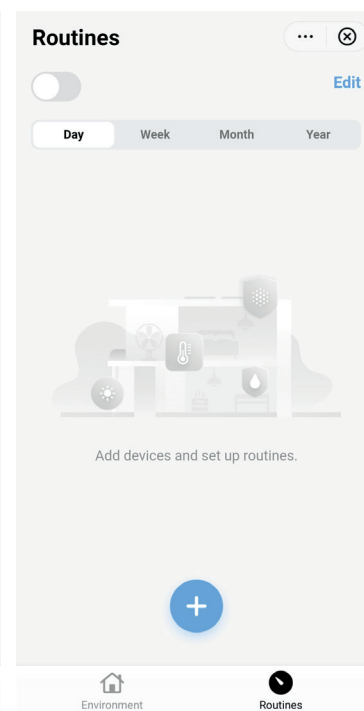 Routines
Edit
Day Week Month Year
Add devices and set up routines.
Environment Routines